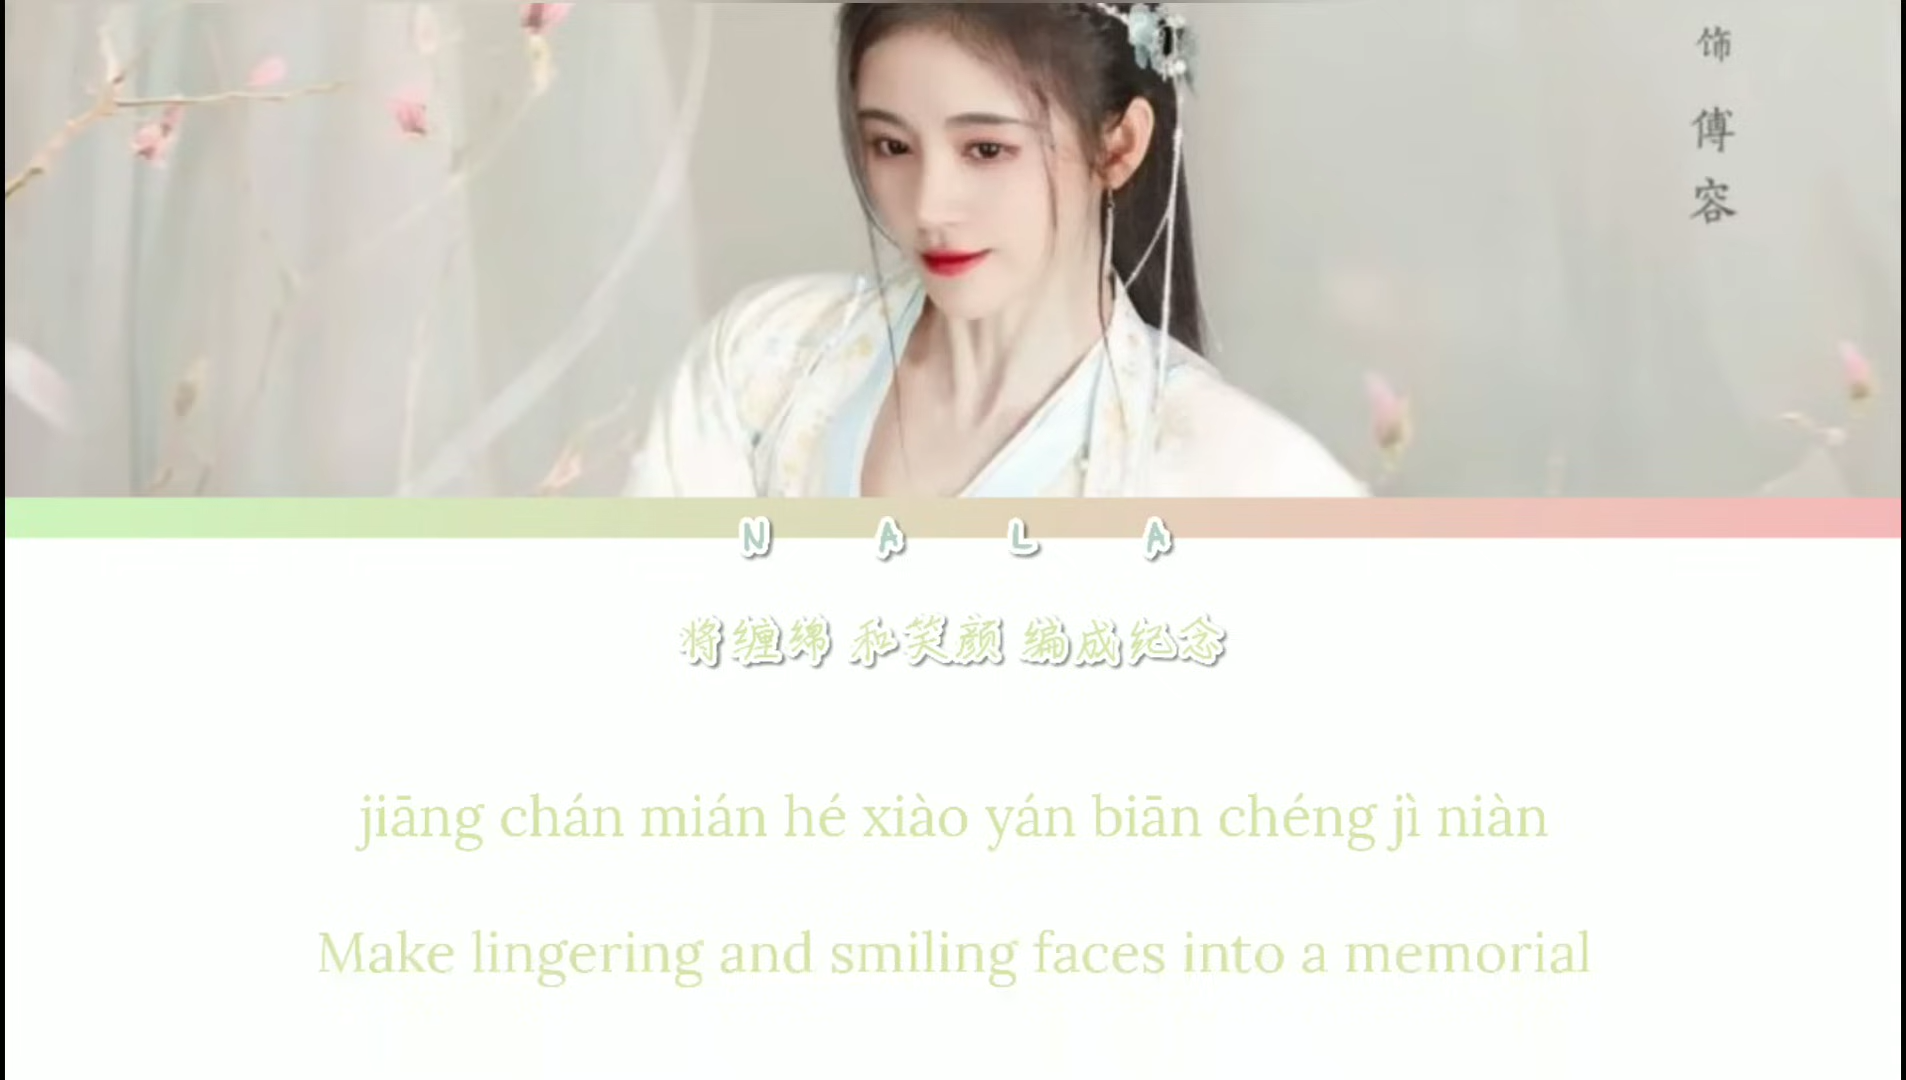 饰
傅容
N A L A
将缠绵 和笑颜 编成纪念
jiāng chán mián hé xiào yán biān chéng jì niàn
Make lingering and smiling faces into a memorial